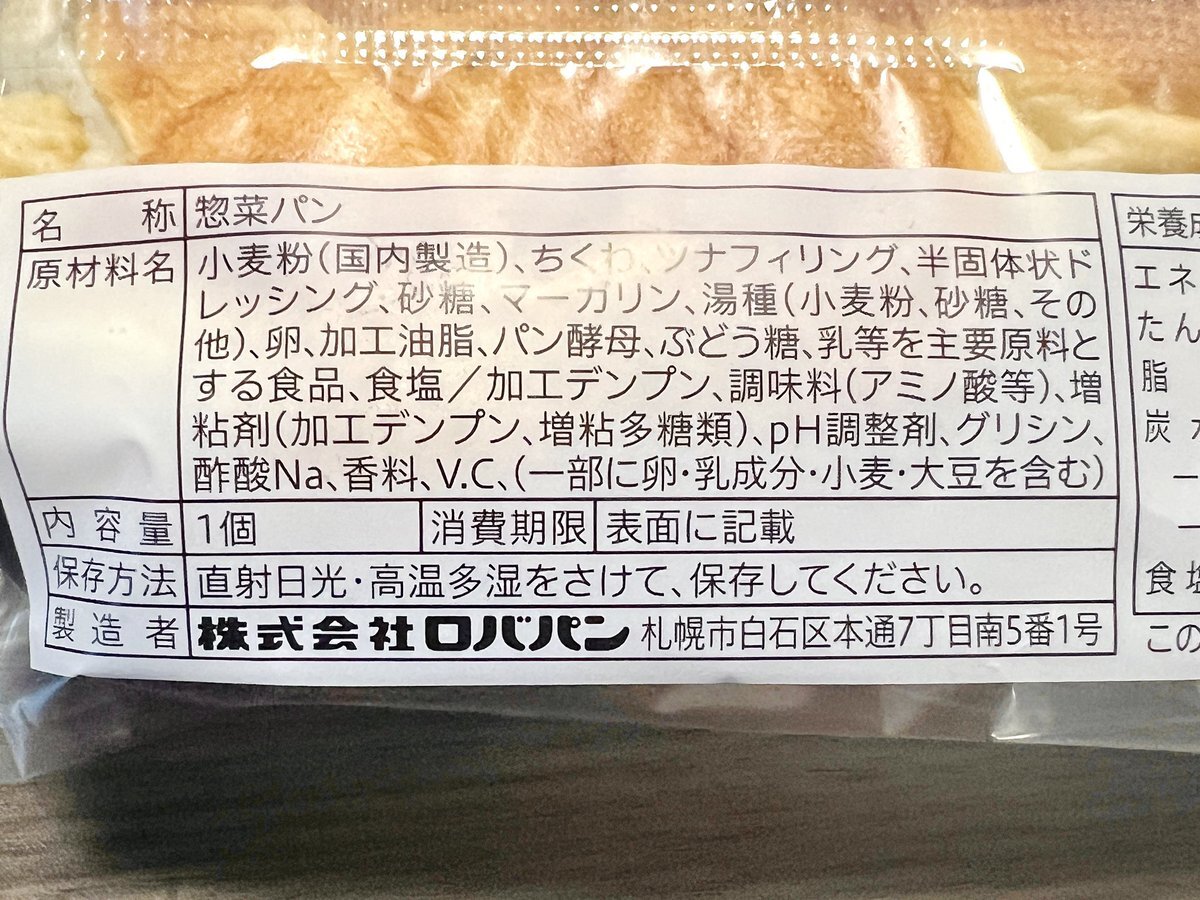 名称 惣菜パン
原材料名 小麦粉(国内製造)、ちくわ、ツナフィリング、半固体状ド
レッシング、砂糖、マーガリン、湯種(小麦粉、砂糖、その
他)、卵、加工油脂、パン酵母、ぶどう糖、乳等を主要原料と
する食品、食塩/加工デンプン、調味料(アミノ酸等)、増
粘剤(加工デンプン、増粘多糖類)、pH調整剤、グリシン、
酢酸Na、香料、V.C、(一部に卵・乳成分・小麦・大豆を含む)
内容量 1個 消費期限 表面に記載
保存方法 直射日光・高温多湿をさけて、保存してください。
製造者 株式会社ロバパン 札幌市白石区本通7丁目南5番1号
栄養成
エネ
たん
脂
炭
食塩
この